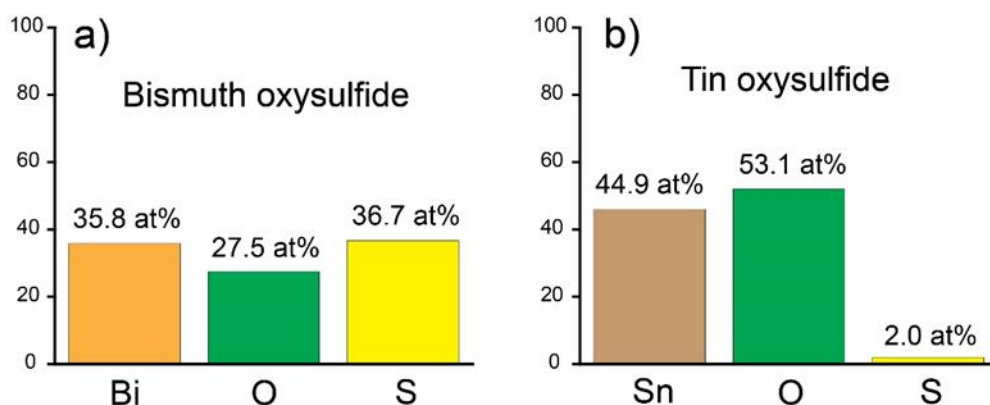 a)
Bismuth oxysulfide
100
80
60
40
20
0
35.8 at%
27.5 at%
36.7 at%
Bi
O
S
b)
Tin oxysulfide
100
80
60
40
20
0
44.9 at%
53.1 at%
2.0 at%
Sn
O
S